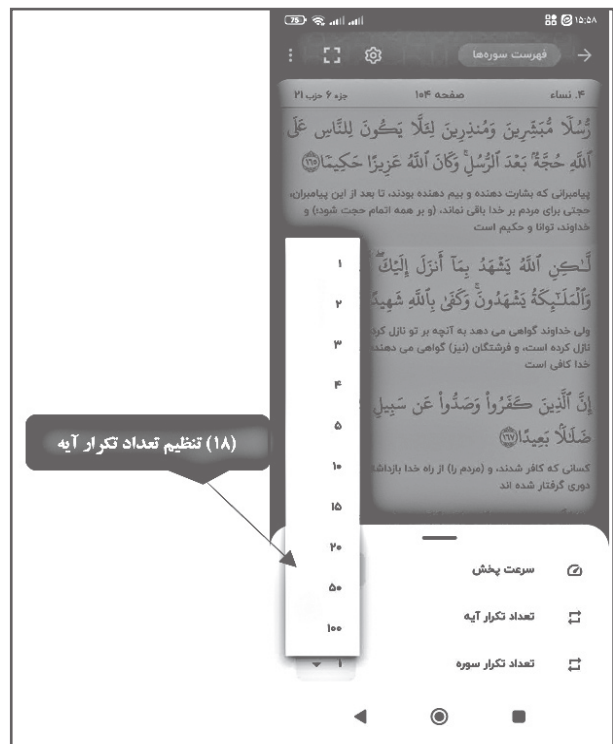 ۱۵:۵۸
75
فهرست سوره‌ها
۴. نساء
صفحه ۱۰۴
جزء ۶ حزب ۲۱
رُّسُلًا مُّبَشِّرِينَ وَمُنذِرِينَ لِئَلَّا يَكُونَ لِلنَّاسِ عَلَى
ٱللَّهِ حُجَّةٌۢ بَعْدَ ٱلرُّسُلِۚ وَكَانَ ٱللَّهُ عَزِيزًا حَكِيمًا ﴿١٦٥﴾
پیامبرانی که بشارت دهنده و بیم دهنده بودند، تا بعد از این پیامبران،
حجتی برای مردم بر خدا باقی نماند، (و بر همه اتمام حجت شود؛) و
خداوند، توانا و حکیم است
لَّٰكِنِ ٱللَّهُ يَشْهَدُ بِمَآ أَنزَلَ إِلَيْكَۖ
وَٱلْمَلَٰٓئِكَةُ يَشْهَدُونَۚ وَكَفَىٰ بِٱللَّهِ شَهِيدً
ولی خداوند گواهی می دهد به آنچه بر تو نازل کرد
نازل کرده است، و فرشتگان (نیز) گواهی می دهند
خدا کافی است
إِنَّ ٱلَّذِينَ كَفَرُوا۟ وَصَدُّوا۟ عَن سَبِيلِ
ضَلَٰلًۢا بَعِيدًا ﴿١٦٧﴾
کسانی که کافر شدند، و (مردم را) از راه خدا بازداشت
دوری گرفتار شده اند
۱
۲
۳
۴
۵
۱۰
۱۵
۲۰
۵۰
۱۰۰
(۱۸) تنظیم تعداد تکرار آیه
سرعت پخش
تعداد تکرار آیه
تعداد تکرار سوره
۱